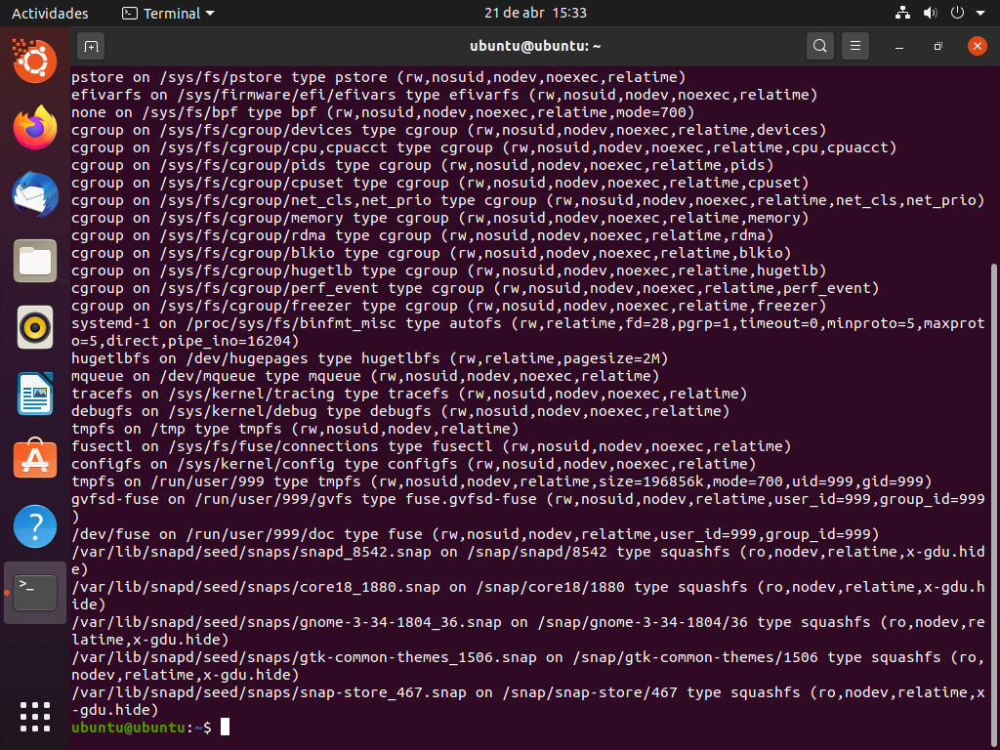 Actividades Terminal 21 de abr 15:33
ubuntu@ubuntu: ~
pstore on /sys/fs/pstore type pstore (rw,nosuid,nodev,noexec,relatime)
efivarfs on /sys/firmware/efi/efivars type efivarfs (rw,nosuid,nodev,noexec,relatime)
none on /sys/fs/bpf type bpf (rw,nosuid,nodev,noexec,relatime,mode=700)
cgroup on /sys/fs/cgroup/devices type cgroup (rw,nosuid,nodev,noexec,relatime,devices)
cgroup on /sys/fs/cgroup/cpu,cpuacct type cgroup (rw,nosuid,nodev,noexec,relatime,cpu,cpuacct)
cgroup on /sys/fs/cgroup/pids type cgroup (rw,nosuid,nodev,noexec,relatime,pids)
cgroup on /sys/fs/cgroup/cpuset type cgroup (rw,nosuid,nodev,noexec,relatime,cpuset)
cgroup on /sys/fs/cgroup/net_cls,net_prio type cgroup (rw,nosuid,nodev,noexec,relatime,net_cls,net_prio)
cgroup on /sys/fs/cgroup/memory type cgroup (rw,nosuid,nodev,noexec,relatime,memory)
cgroup on /sys/fs/cgroup/rdma type cgroup (rw,nosuid,nodev,noexec,relatime,rdma)
cgroup on /sys/fs/cgroup/blkio type cgroup (rw,nosuid,nodev,noexec,relatime,blkio)
cgroup on /sys/fs/cgroup/hugetlb type cgroup (rw,nosuid,nodev,noexec,relatime,hugetlb)
cgroup on /sys/fs/cgroup/perf_event type cgroup (rw,nosuid,nodev,noexec,relatime,perf_event)
cgroup on /sys/fs/cgroup/freezer type cgroup (rw,nosuid,nodev,noexec,relatime,freezer)
systemd-1 on /proc/sys/fs/binfmt_misc type autofs (rw,relatime,fd=28,pgrp=1,timeout=0,minproto=5,maxprot
o=5,direct,pipe_ino=16204)
hugetlbfs on /dev/hugepages type hugetlbfs (rw,relatime,pagesize=2M)
mqueue on /dev/mqueue type mqueue (rw,nosuid,nodev,noexec,relatime)
tracefs on /sys/kernel/tracing type tracefs (rw,nosuid,nodev,noexec,relatime)
debugfs on /sys/kernel/debug type debugfs (rw,nosuid,nodev,noexec,relatime)
tmpfs on /tmp type tmpfs (rw,nosuid,nodev,relatime)
fusectl on /sys/fs/fuse/connections type fusectl (rw,nosuid,nodev,noexec,relatime)
configfs on /sys/kernel/config type configfs (rw,nosuid,nodev,noexec,relatime)
tmpfs on /run/user/999 type tmpfs (rw,nosuid,nodev,relatime,size=196856k,mode=700,uid=999,gid=999)
gvfsd-fuse on /run/user/999/gvfs type fuse.gvfsd-fuse (rw,nosuid,nodev,relatime,user_id=999,group_id=999
)
/dev/fuse on /run/user/999/doc type fuse (rw,nosuid,nodev,relatime,user_id=999,group_id=999)
/var/lib/snapd/seed/snaps/snapd_8542.snap on /snap/snapd/8542 type squashfs (ro,nodev,relatime,x-gdu.hid
e)
/var/lib/snapd/seed/snaps/core18_1880.snap on /snap/core18/1880 type squashfs (ro,nodev,relatime,x-gdu.h
ide)
/var/lib/snapd/seed/snaps/gnome-3-34-1804_36.snap on /snap/gnome-3-34-1804/36 type squashfs (ro,nodev,re
latime,x-gdu.hide)
/var/lib/snapd/seed/snaps/gtk-common-themes_1506.snap on /snap/gtk-common-themes/1506 type squashfs (ro,
nodev,relatime,x-gdu.hide)
/var/lib/snapd/seed/snaps/snap-store_467.snap on /snap/snap-store/467 type squashfs (ro,nodev,relatime,x
-gdu.hide)
ubuntu@ubuntu:~$